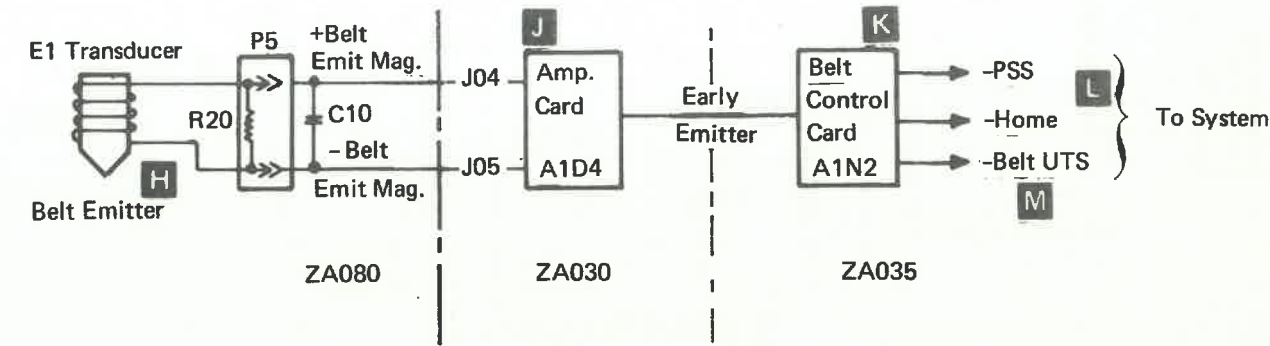 E1 Transducer
P5
+Belt
Emit Mag.
R20
C10
-Belt
Emit Mag.
H
Belt Emitter
J04
J05
J
Amp.
Card
A1D4
Early
Emitter
K
Belt
Control
Card
A1N2
-PSS
-Home
-Belt UTS
L
M
To System
ZA080
ZA030
ZA035